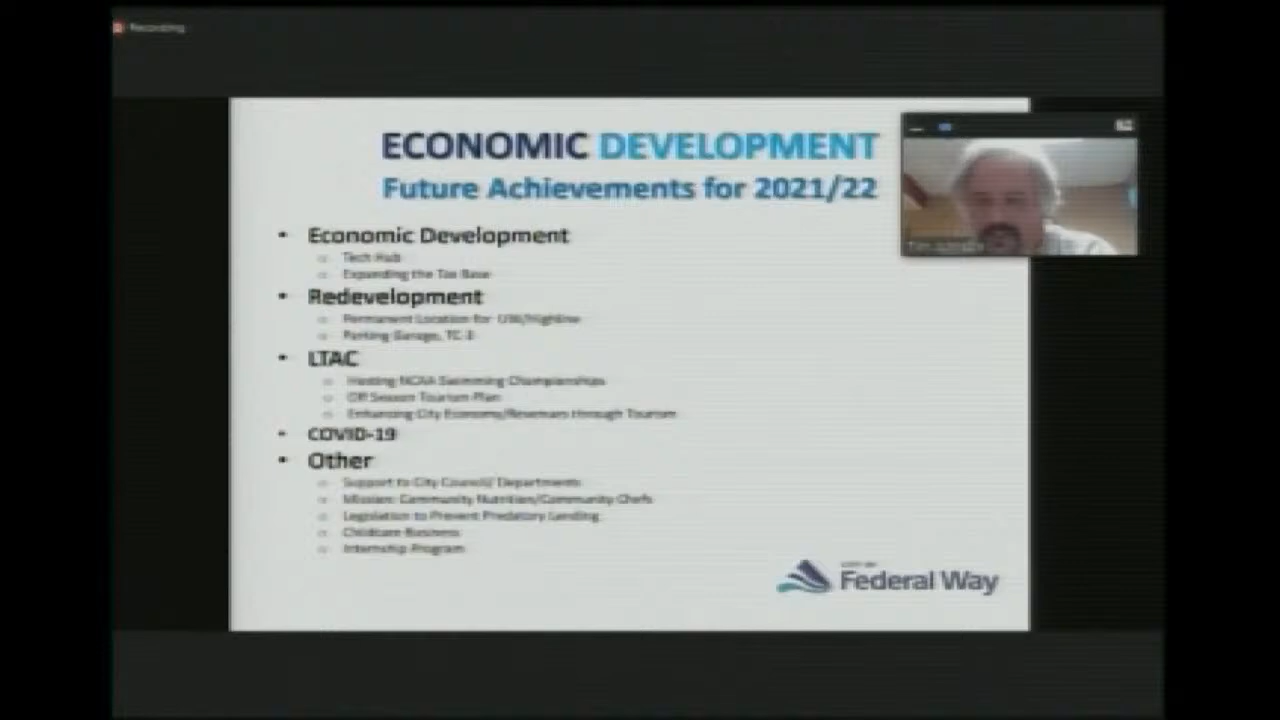 Recording
ECONOMIC DEVELOPMENT
Future Achievements for 2021/22
• Economic Development
Tech Hub
Expanding the Tax Base
• Redevelopment
Permanent Location for UW/Highline
Parking Garage, TC-3
• LTAC
Hosting NCAA Swimming Championships
Off Season Tourism Plan
Enhancing City Economy/Revenues through Tourism
• COVID-19
• Other
Support to City Council/ Departments
Mission: Community Nutrition/Community Chefs
Legislation to Prevent Predatory Lending
Childcare Business
Internship Program
CITY OF
Federal Way